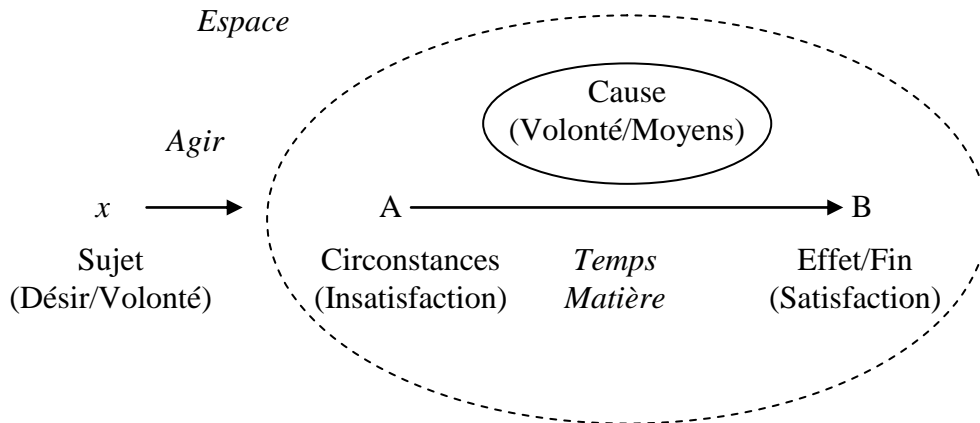 Espace
Cause
(Volonté/Moyens)
Agir
x
A
B
Sujet
(Désir/Volonté)
Circonstances
(Insatisfaction)
Temps
Matière
Effet/Fin
(Satisfaction)